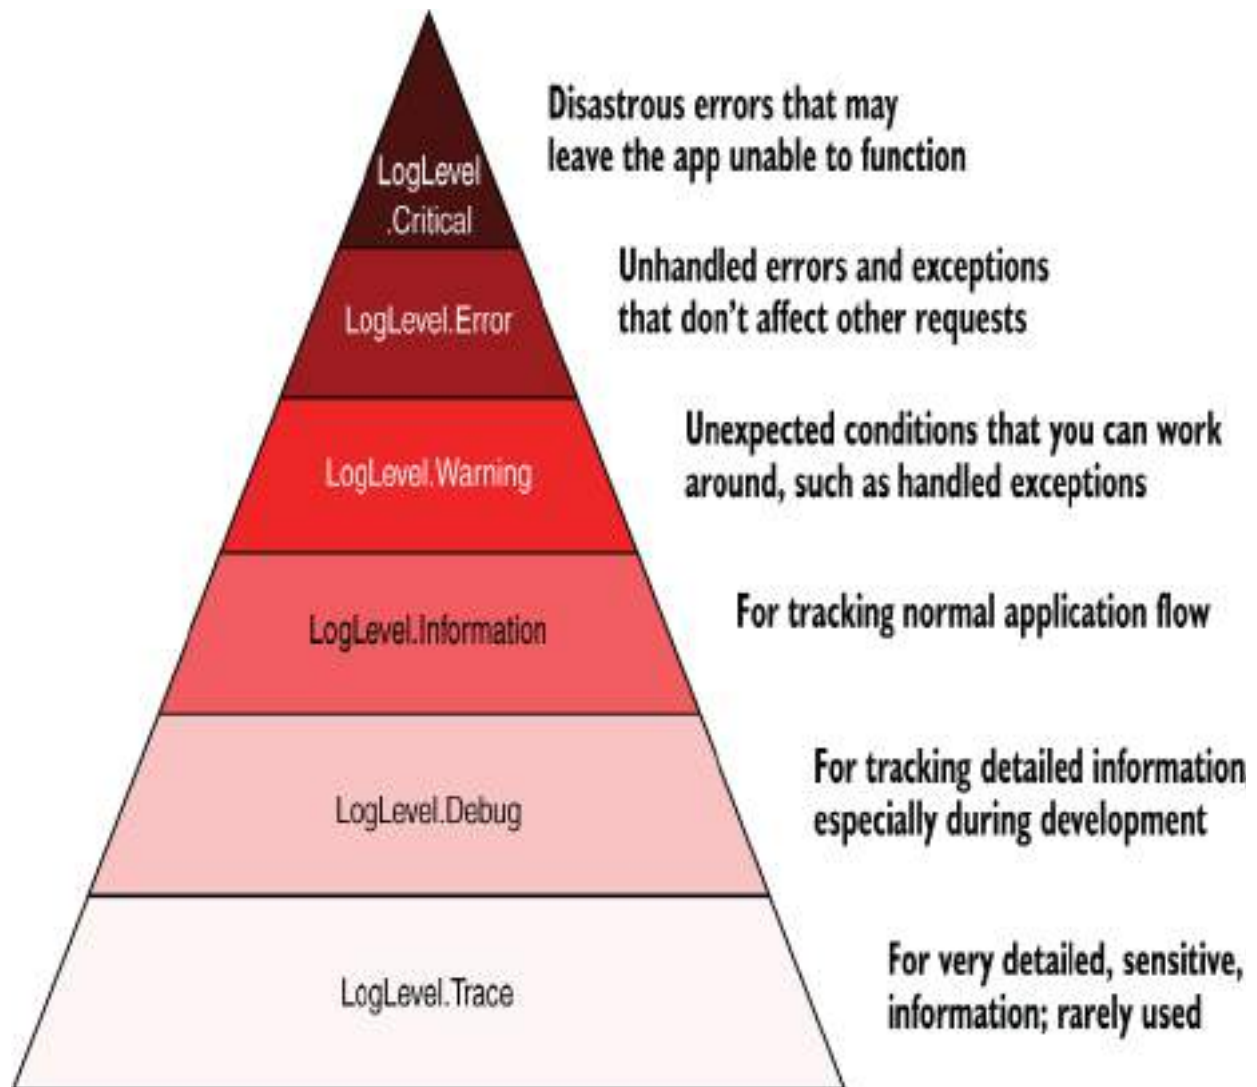 LogLevel
.Critical
Disastrous errors that may
leave the app unable to function
LogLevel.Error
Unhandled errors and exceptions
that don't affect other requests
LogLevel.Warning
Unexpected conditions that you can work
around, such as handled exceptions
LogLevel.Information
For tracking normal application flow
LogLevel.Debug
For tracking detailed information,
especially during development
LogLevel.Trace
For very detailed, sensitive,
information; rarely used